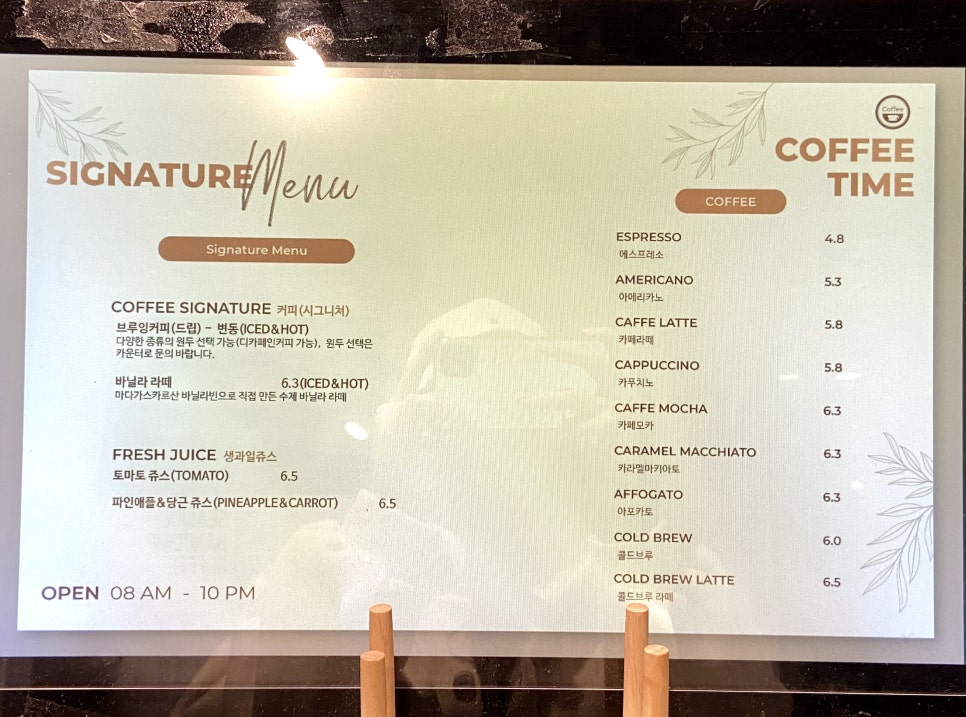 SIGNATURE Menu
Signature Menu
COFFEE SIGNATURE 커피(시그니처)
브루잉커피(드립) - 변동(ICED&HOT)
다양한 종류의 원두 선택 가능(디카페인커피 가능), 원두 선택은
카운터로 문의 바랍니다.
바닐라 라떼 6.3(ICED&HOT)
마다가스카르산 바닐라빈으로 직접 만든 수제 바닐라 라떼
FRESH JUICE 생과일쥬스
토마토 쥬스(TOMATO) 6.5
파인애플&당근 쥬스(PINEAPPLE&CARROT) 6.5
OPEN 08 AM - 10 PM
Coffee
COFFEE
TIME
COFFEE
ESPRESSO 4.8
에스프레소
AMERICANO 5.3
아메리카노
CAFFE LATTE 5.8
카페라떼
CAPPUCCINO 5.8
카푸치노
CAFFE MOCHA 6.3
카페모카
CARAMEL MACCHIATO 6.3
카라멜마키아토
AFFOGATO 6.3
아포카토
COLD BREW 6.0
콜드브루
COLD BREW LATTE 6.5
콜드브루 라떼